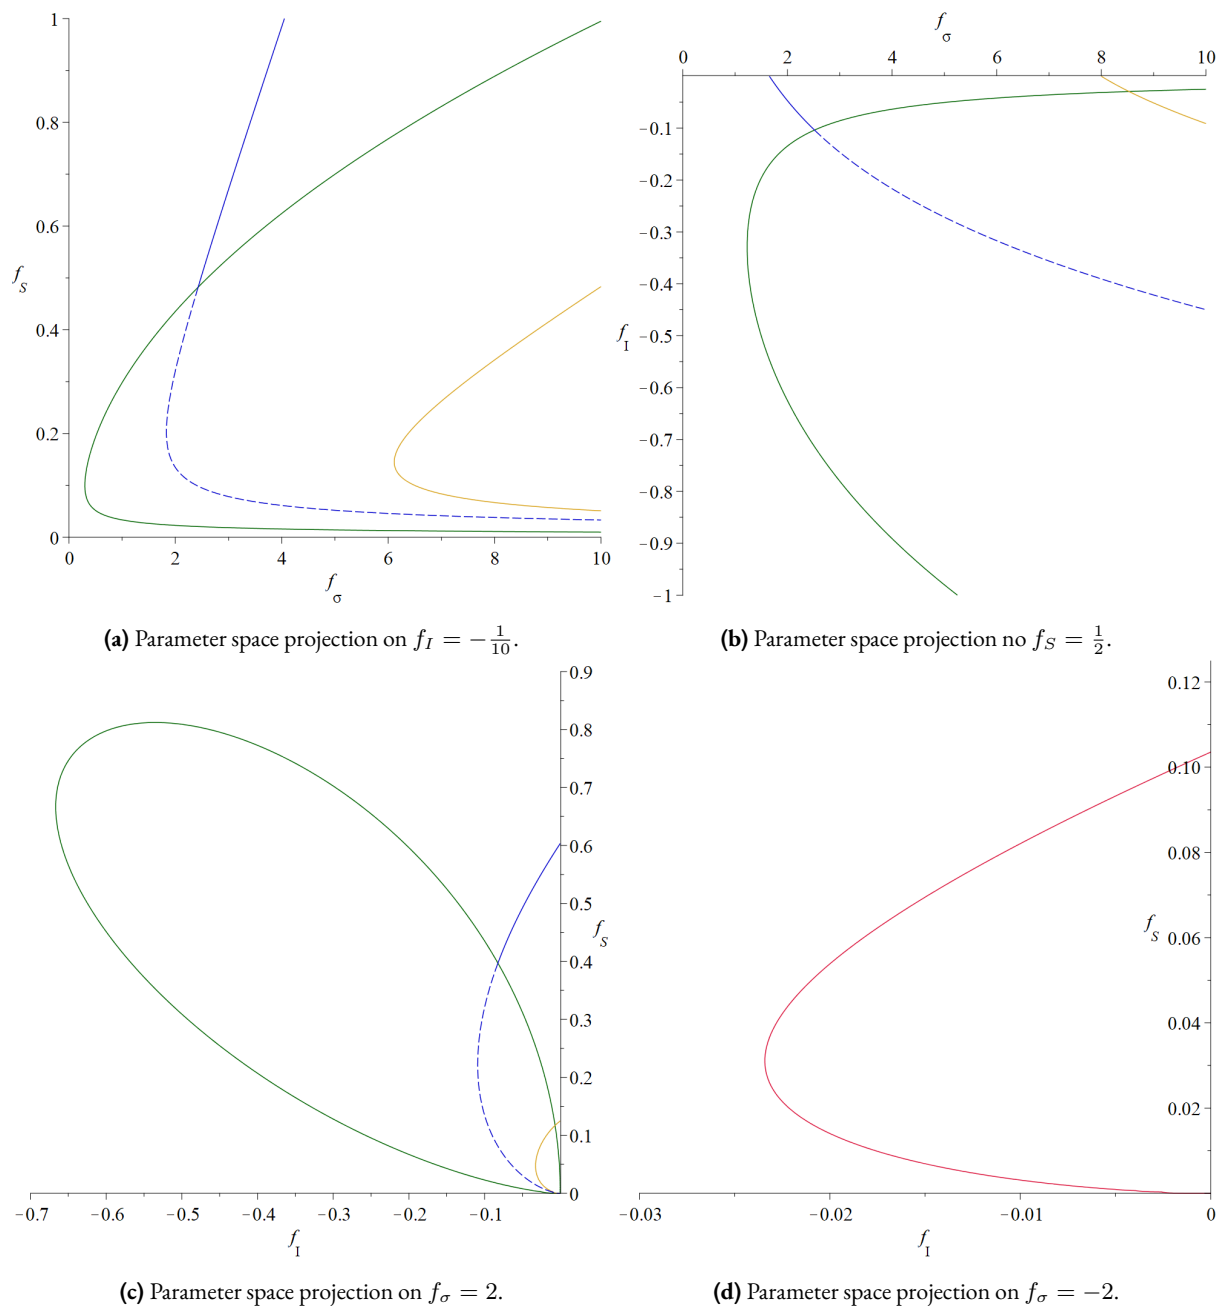 1
0.8
0.6
f_S
0.4
0.2
0
0 2 4 6 8 10
f_σ
f_σ
0 2 4 6 8 10
−0.1
−0.2
−0.3
−0.4
f_I
−0.5
−0.6
−0.7
−0.8
−0.9
−1
(a) Parameter space projection on f_I = −1/10.
(b) Parameter space projection no f_S = 1/2.
0.9
0.8
0.7
0.6
0.5
f_S
0.4
0.3
0.2
0.1
0
−0.7 −0.6 −0.5 −0.4 −0.3 −0.2 −0.1
f_I
0.12
0.10
0.08
f_S
0.06
0.04
0.02
−0.03 −0.02 −0.01 0
f_I
(c) Parameter space projection on f_σ = 2.
(d) Parameter space projection on f_σ = −2.